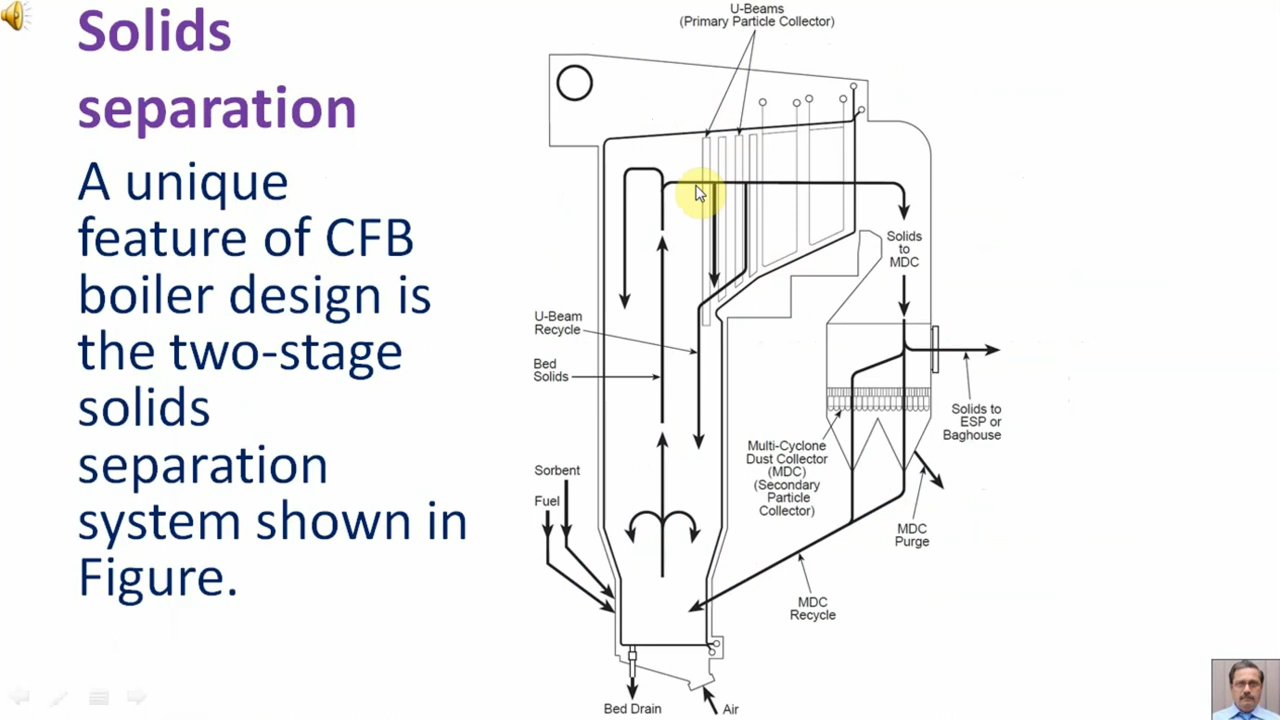 Solids
separation
A unique
feature of CFB
boiler design is
the two-stage
solids
separation
system shown in
Figure.
U-Beams
(Primary Particle Collector)
Solids
to
MDC
U-Beam
Recycle
Bed
Solids
Solids to
ESP or
Baghouse
Multi-Cyclone
Dust Collector
(MDC)
(Secondary
Particle
Collector)
Sorbent
Fuel
MDC
Purge
MDC
Recycle
Bed Drain
Air